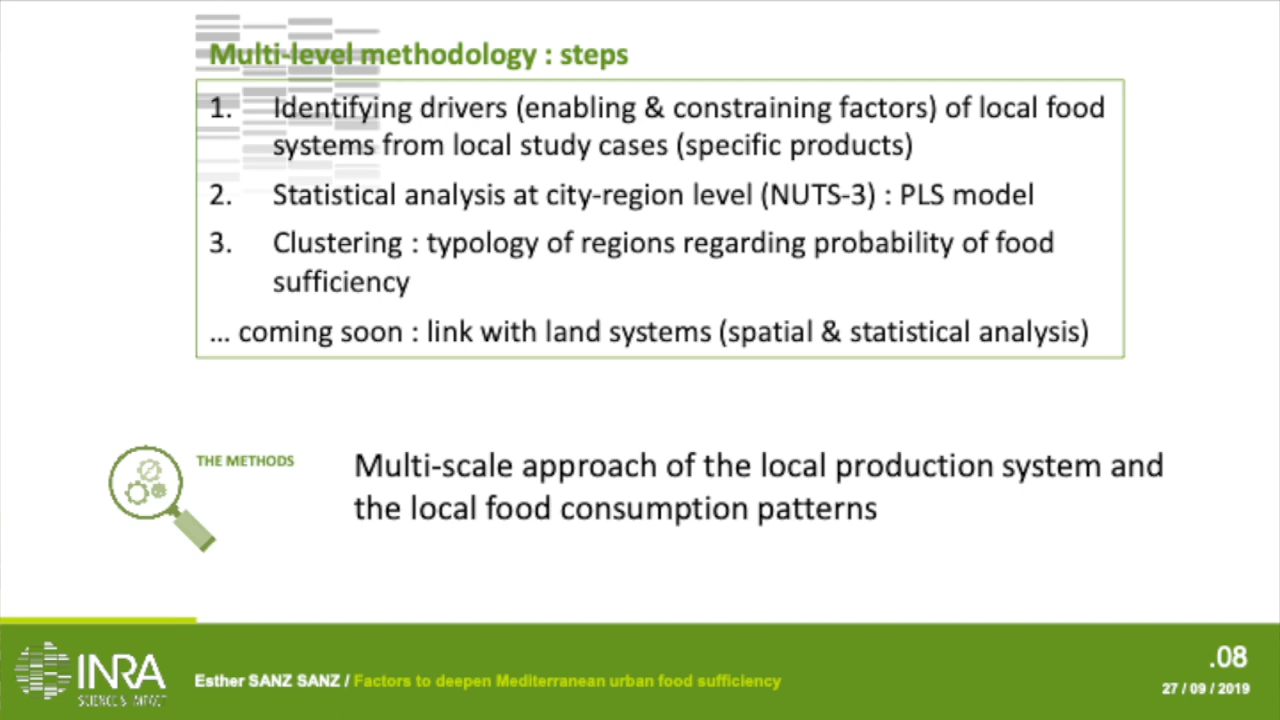 Multi-level methodology : steps
1. Identifying drivers (enabling & constraining factors) of local food
systems from local study cases (specific products)
2. Statistical analysis at city-region level (NUTS-3) : PLS model
3. Clustering : typology of regions regarding probability of food
sufficiency
... coming soon : link with land systems (spatial & statistical analysis)
THE METHODS
Multi-scale approach of the local production system and
the local food consumption patterns
INRA
SCIENCE & IMPACT
Esther SANZ SANZ / Factors to deepen Mediterranean urban food sufficiency
.08
27 / 09 / 2019